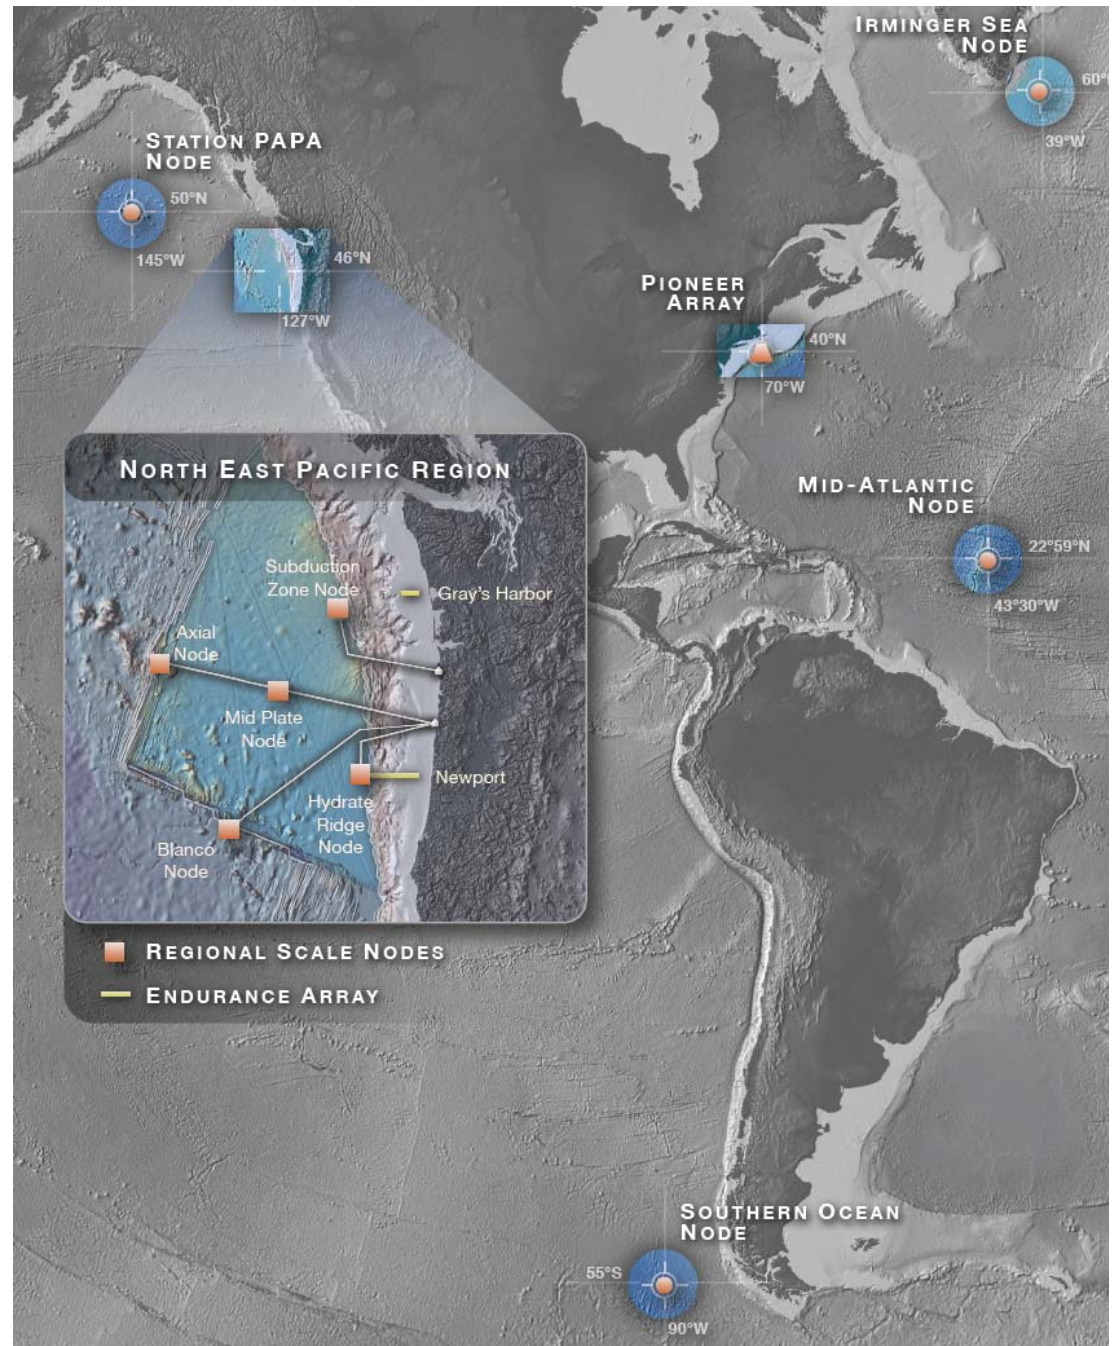 IRMINGER SEA
NODE
60°N
39°W
STATION PAPA
NODE
50°N
145°W
46°N
127°W
PIONEER
ARRAY
40°N
70°W
NORTH EAST PACIFIC REGION
MID-ATLANTIC
NODE
22°59°N
43°30°W
Subduction
Zone Node
Gray's Harbor
Axial
Node
Mid Plate
Node
Newport
Hydrate
Ridge
Node
Blanco
Node
REGIONAL SCALE NODES
ENDURANCE ARRAY
SOUTHERN OCEAN
NODE
55°S
90°W